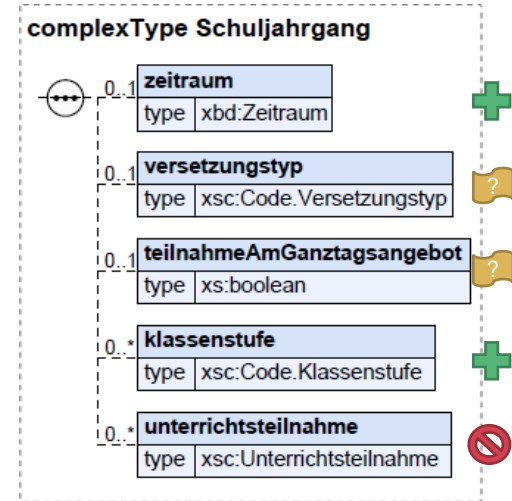 complexType Schuljahrgang
0..1 zeitraum
type xbd:Zeitraum
0..1 versetzungstyp
type xsc:Code.Versetzungstyp
?
0..1 teilnahmeAmGanztagsangebot
type xs:boolean
?
0..* klassenstufe
type xsc:Code.Klassenstufe
0..* unterrichtsteilnahme
type xsc:Unterrichtsteilnahme